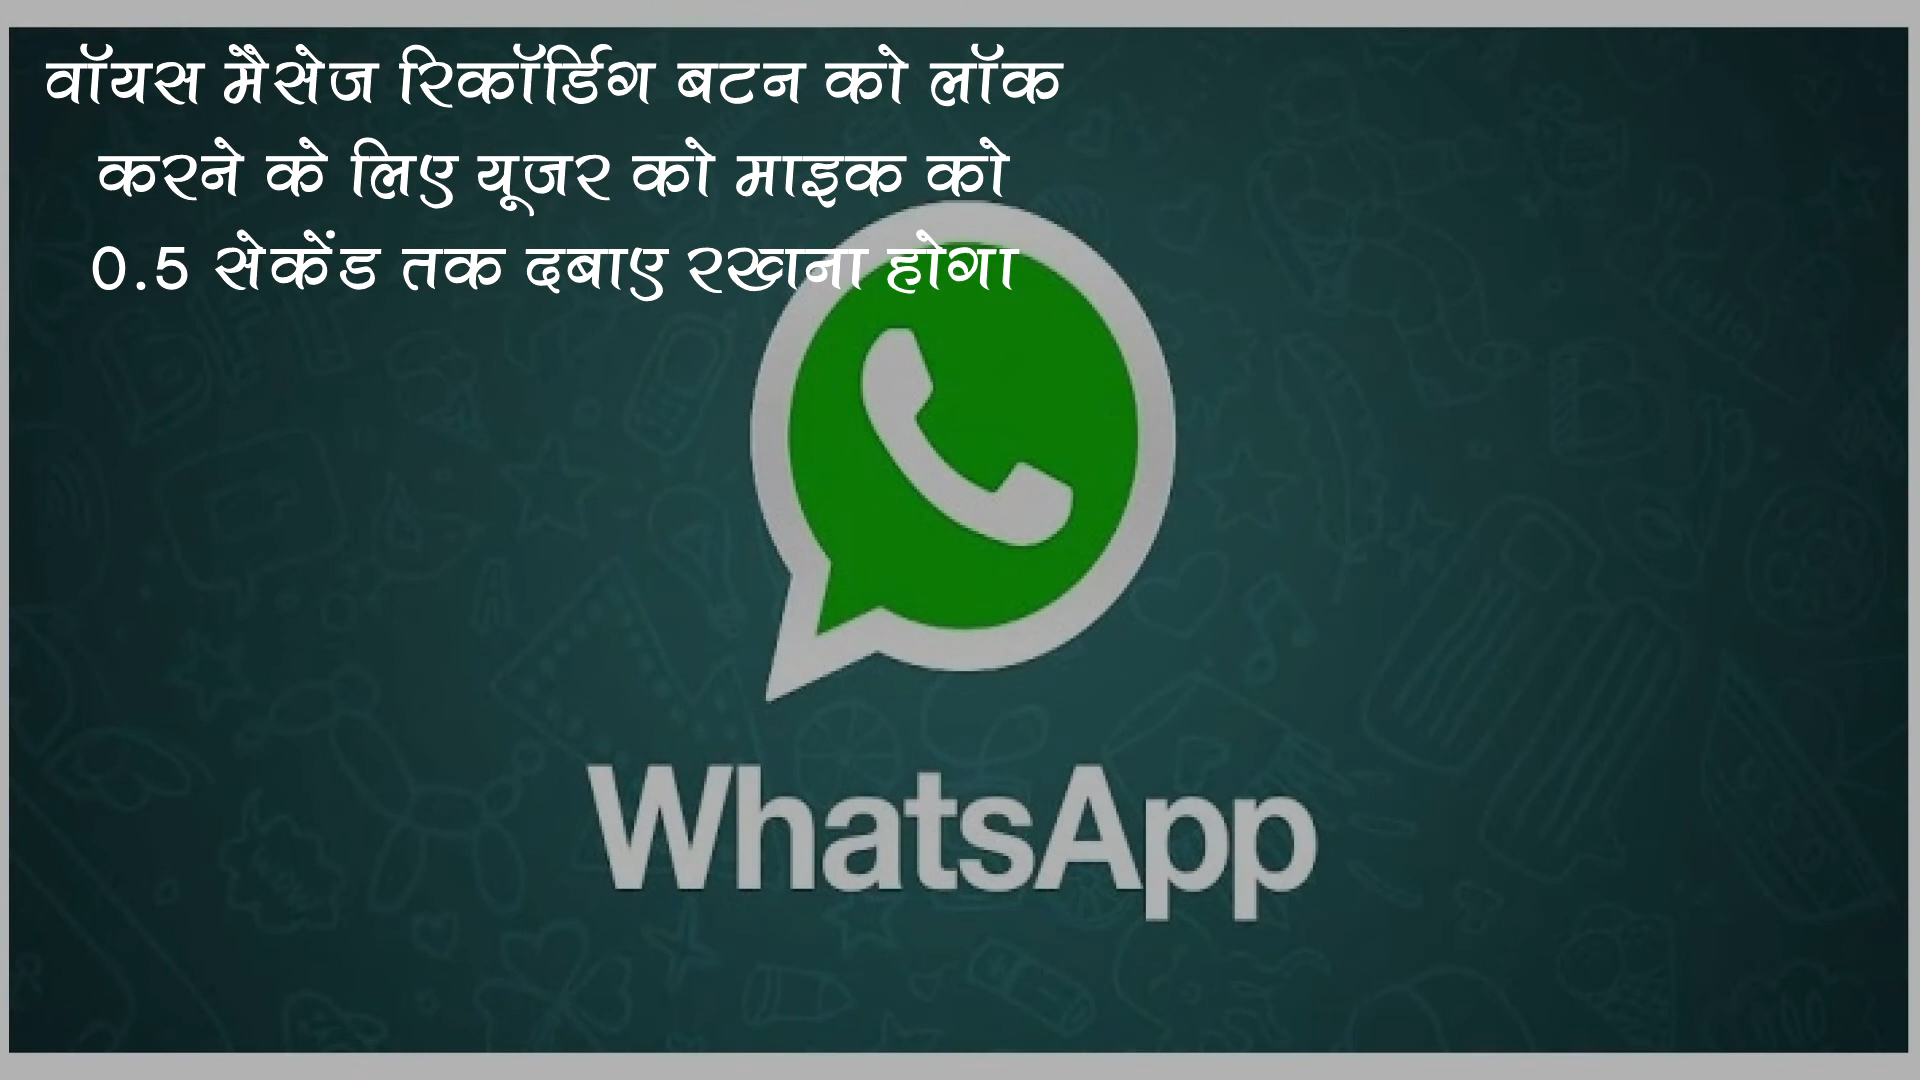 वॉयस मैसेज रिकॉर्डिग बटन को लॉक
करने के लिए यूजर को माइक को
0.5 सेकेंड तक दबाए रखना होगा
WhatsApp